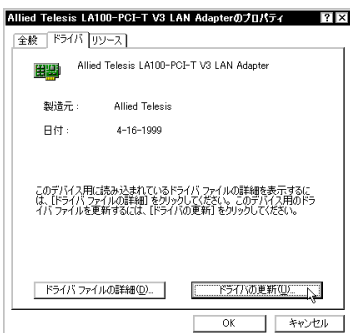 Allied Telesis LA100-PCI-T V3 LAN Adapterのプロパティ
全般 ドライバ リソース
Allied Telesis LA100-PCI-T V3 LAN Adapter
製造元: Allied Telesis
日付: 4-16-1999
このデバイス用に読み込まれているドライバ ファイルの詳細を表示するに
は、[ドライバ ファイルの詳細] をクリックしてください。このデバイス用のドラ
イバ ファイルを更新するには、[ドライバの更新] をクリックしてください。
ドライバ ファイルの詳細(D)... ドライバの更新(U)...
OK キャンセル